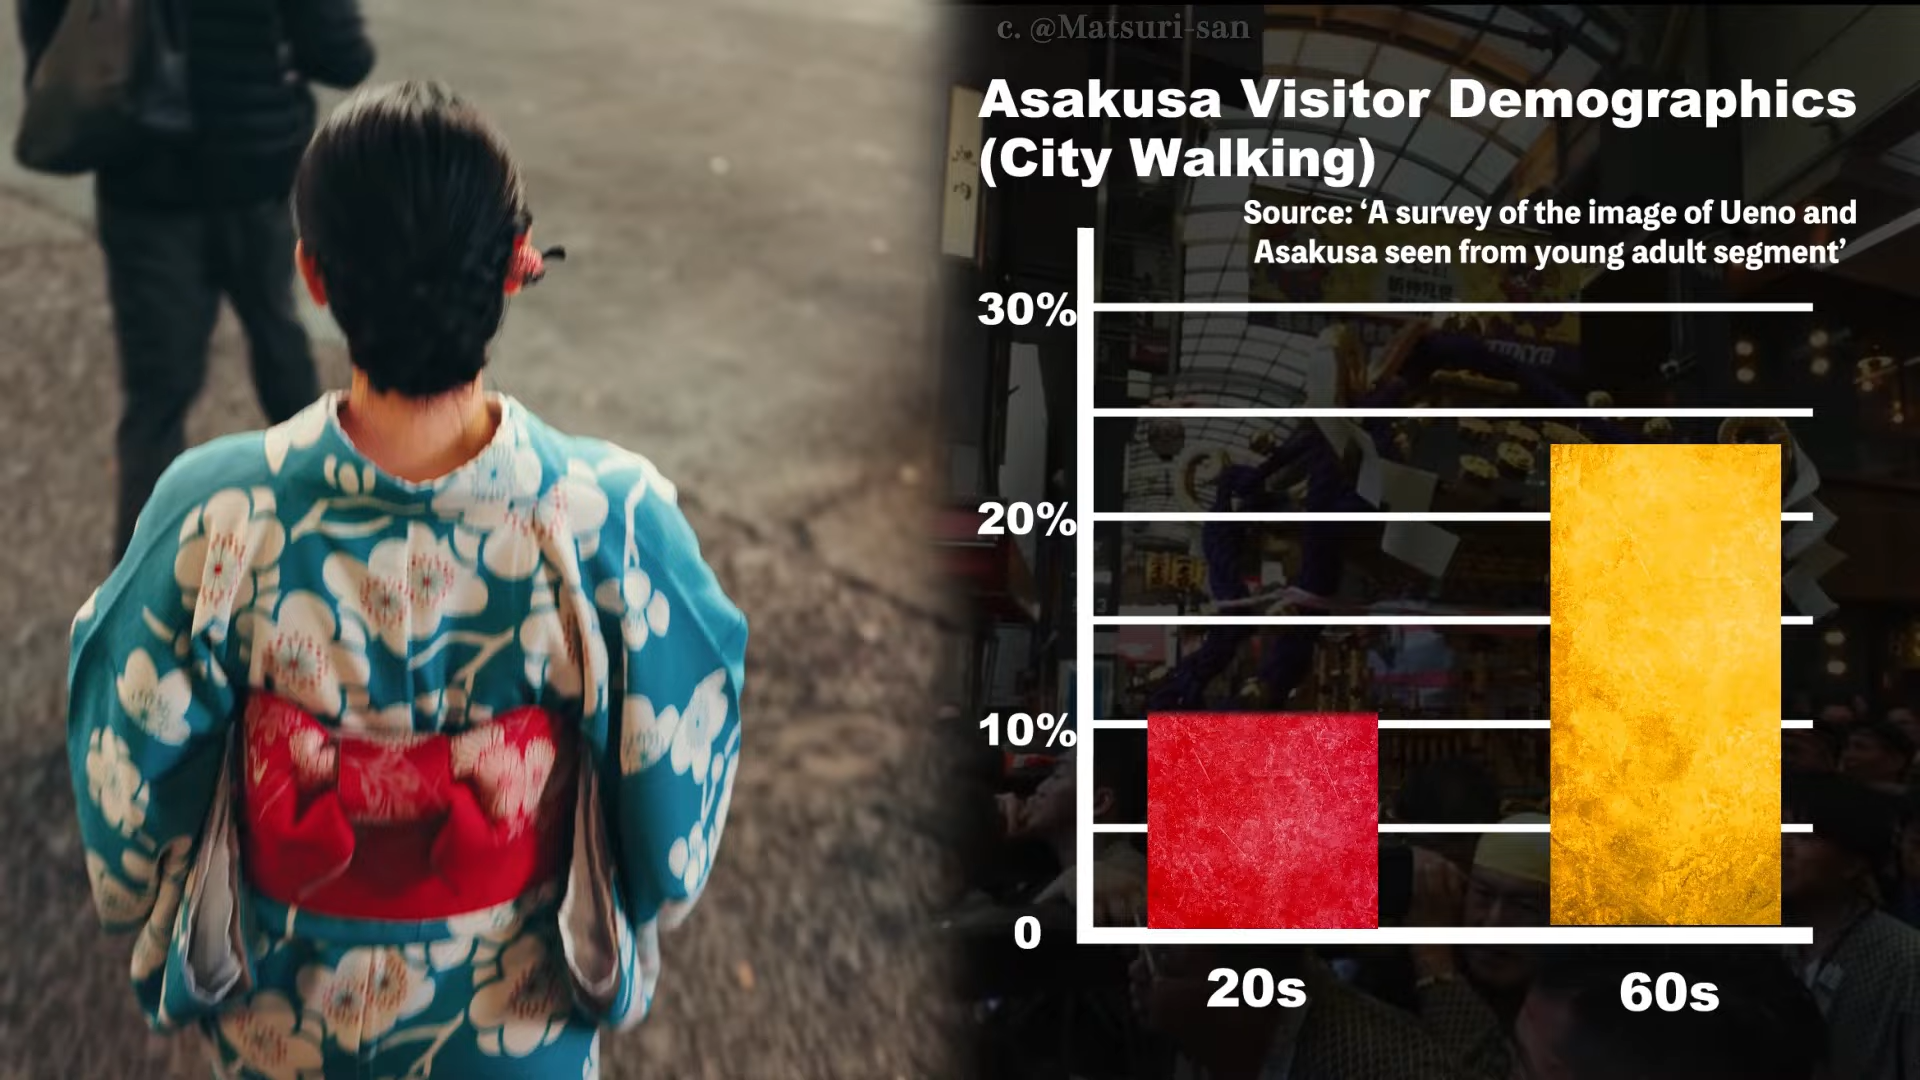 c. @Matsuri-san
Asakusa Visitor Demographics
(City Walking)
Source: ‘A survey of the image of Ueno and
Asakusa seen from young adult segment’
30%
TOKYO
20%
10%
0
20s
60s